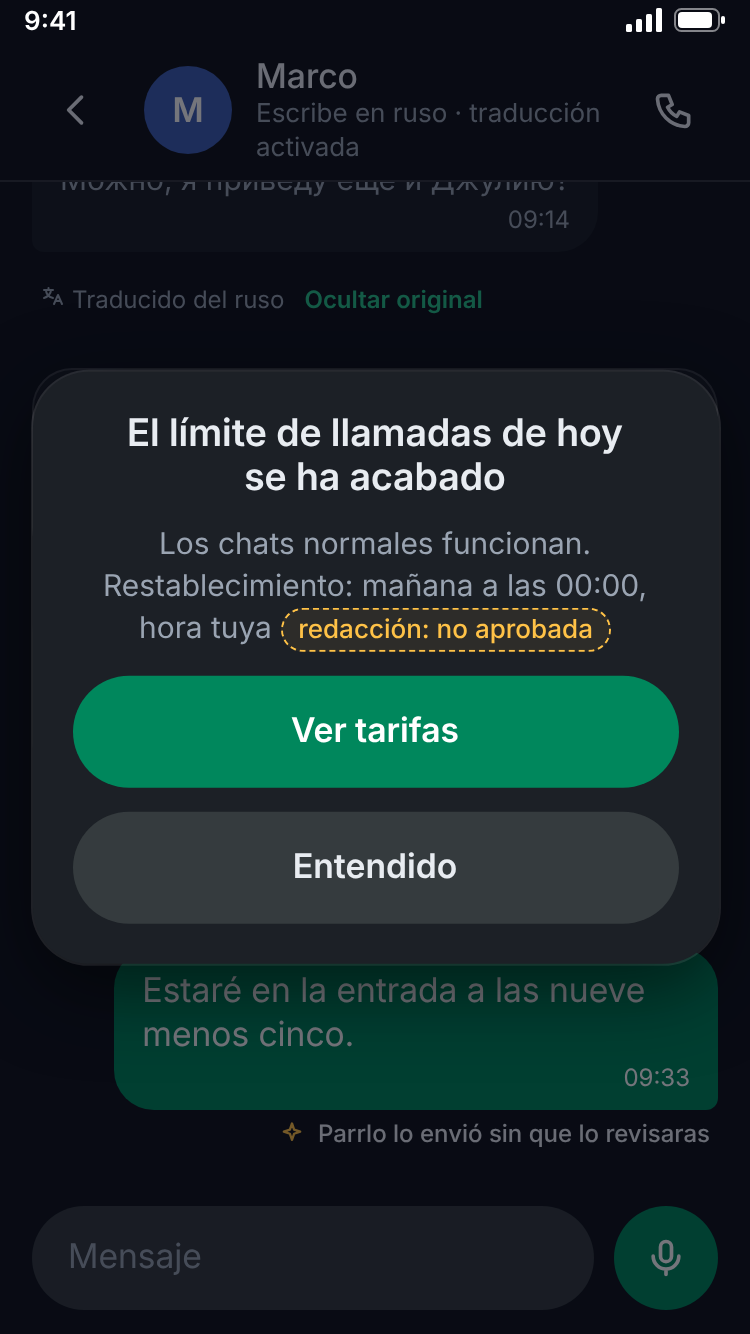 9:41
Marco
M
Escribe en ruso · traducción
activada
Можно, я приведу ещё и Джулию?
09:14
Traducido del ruso Ocultar original
El límite de llamadas de hoy
se ha acabado
Los chats normales funcionan.
Restablecimiento: mañana a las 00:00,
hora tuya redacción: no aprobada
Ver tarifas
Entendido
Estaré en la entrada a las nueve
menos cinco.
09:33
Parrlo lo envió sin que lo revisaras
Mensaje